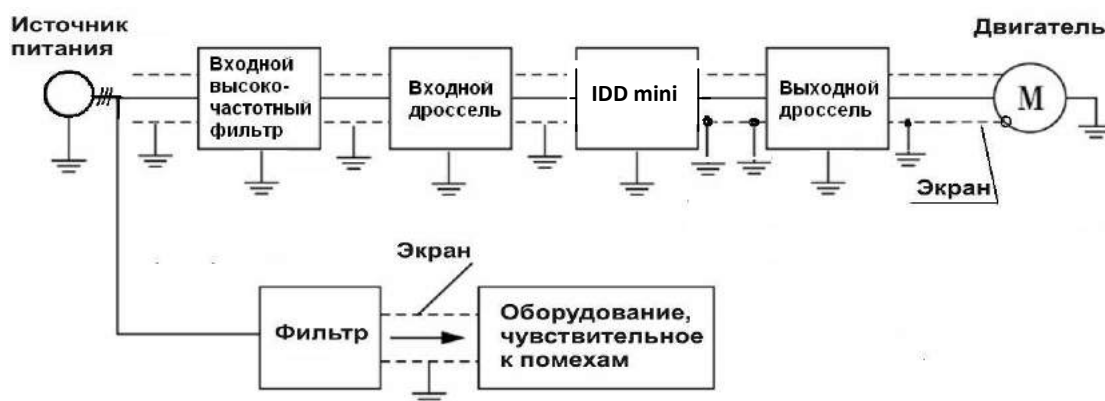 Источник
питания
Входной
высоко-
частотный
фильтр
Входной
дроссель
IDD mini
Выходной
дроссель
Двигатель
M
Экран
Экран
Фильтр
Оборудование,
чувствительное
к помехам